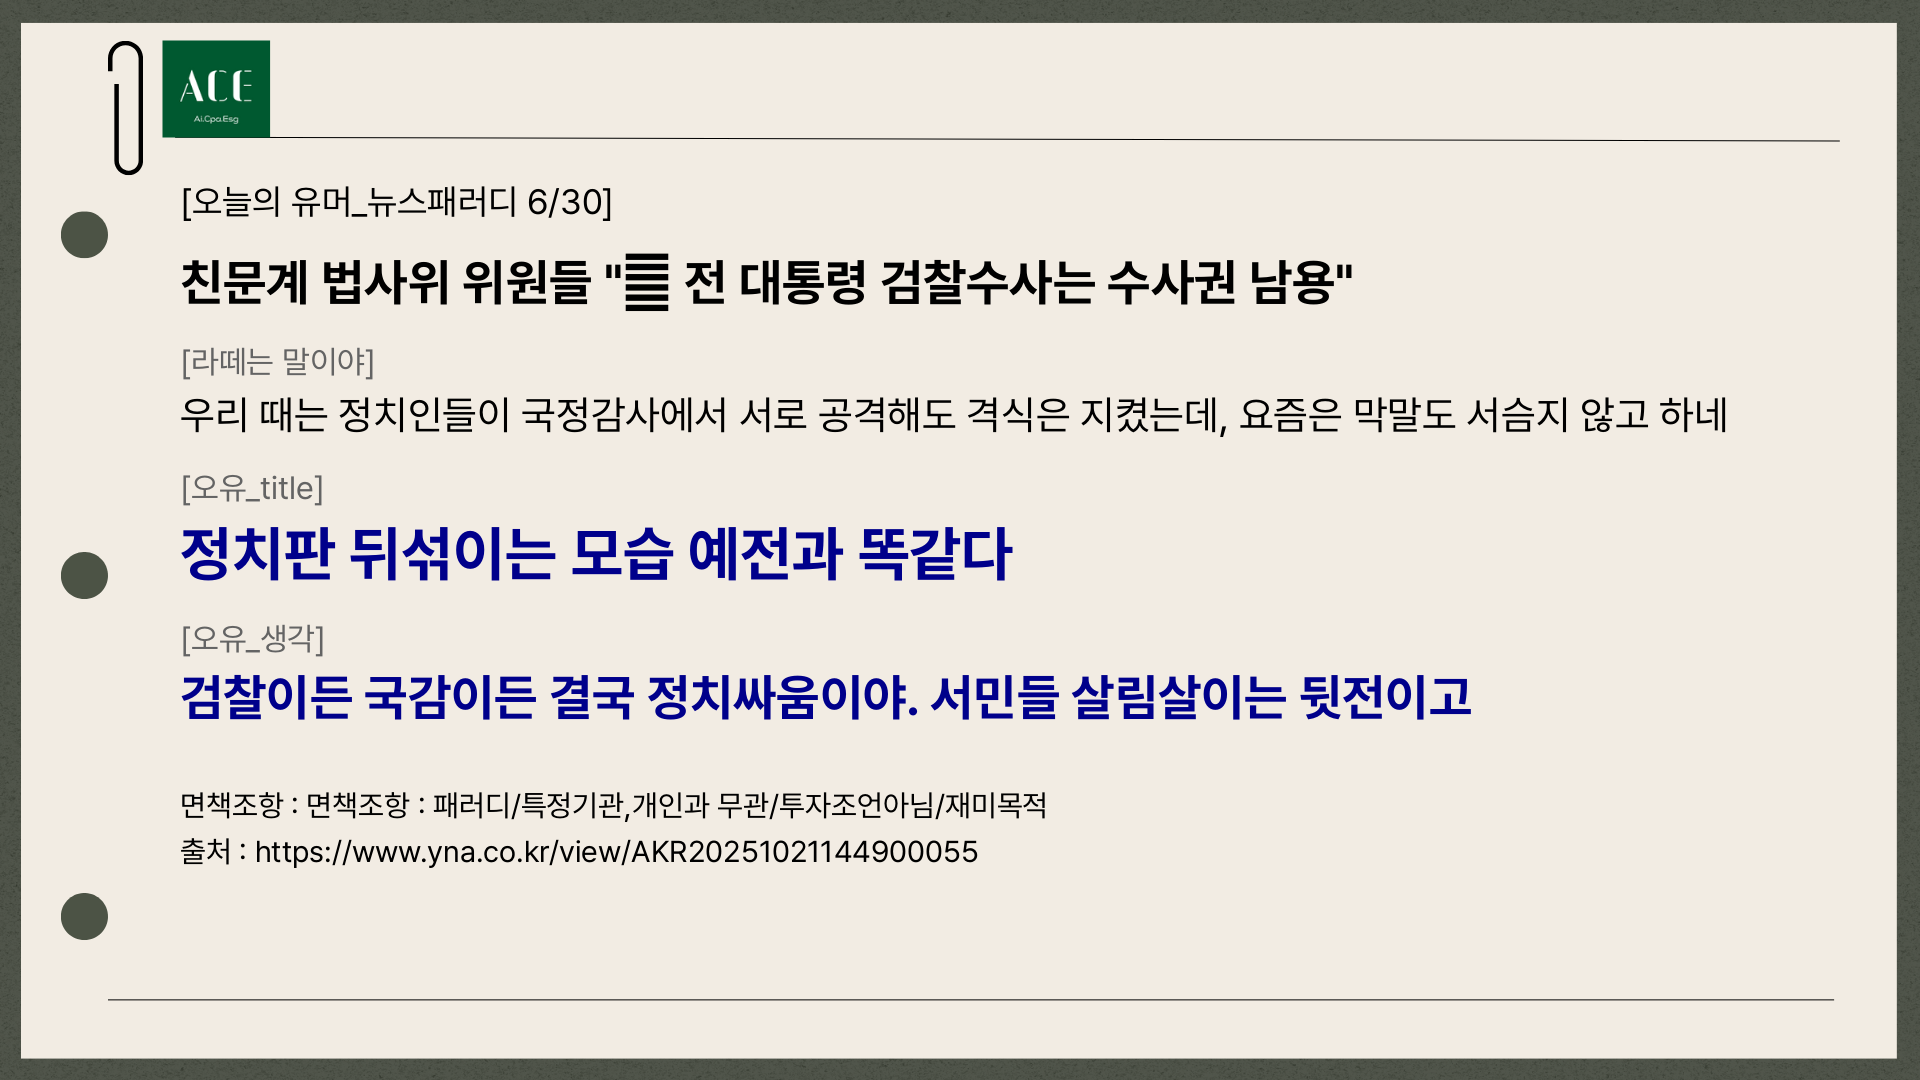 ACE
Ai.Cpa.Esg
[오늘의 유머_뉴스패러디 6/30]
친문계 법사위 위원들 " 전 대통령 검찰수사는 수사권 남용"
[라떼는 말이야]
우리 때는 정치인들이 국정감사에서 서로 공격해도 격식은 지켰는데, 요즘은 막말도 서슴지 않고 하네
[오유_title]
정치판 뒤섞이는 모습 예전과 똑같다
[오유_생각]
검찰이든 국감이든 결국 정치싸움이야. 서민들 살림살이는 뒷전이고
면책조항 : 면책조항 : 패러디/특정기관,개인과 무관/투자조언아님/재미목적
출처 : https://www.yna.co.kr/view/AKR20251021144900055